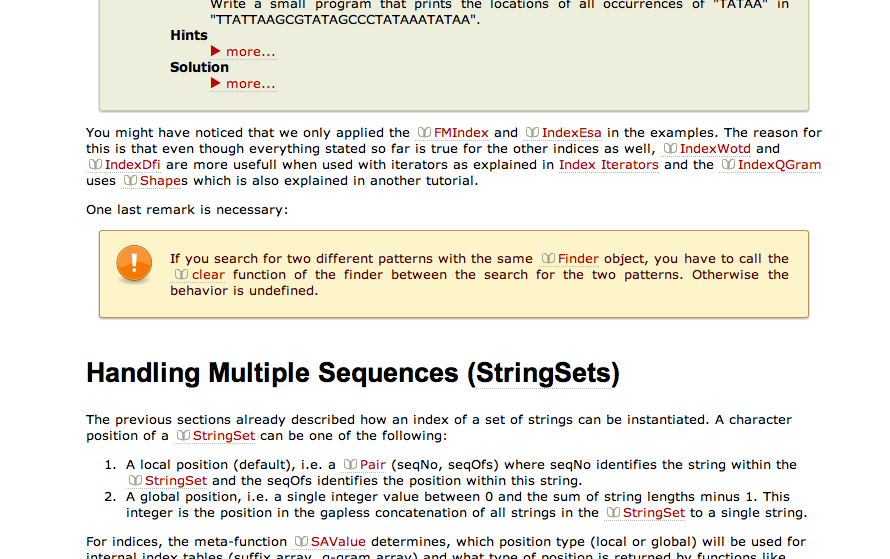 Write a small program that prints the locations of all occurrences of "TATAA" in
"TTATTAAGCGTATAGCCCTATAAATATAA".
Hints
more...
Solution
more...
You might have noticed that we only applied the FMIndex and IndexEsa in the examples. The reason for
this is that even though everything stated so far is true for the other indices as well, IndexWotd and
IndexDfi are more usefull when used with iterators as explained in Index Iterators and the IndexQGram
uses Shapes which is also explained in another tutorial.
One last remark is necessary:
If you search for two different patterns with the same Finder object, you have to call the
clear function of the finder between the search for the two patterns. Otherwise the
behavior is undefined.
Handling Multiple Sequences (StringSets)
The previous sections already described how an index of a set of strings can be instantiated. A character
position of a StringSet can be one of the following:
1. A local position (default), i.e. a Pair (seqNo, seqOfs) where seqNo identifies the string within the
StringSet and the seqOfs identifies the position within this string.
2. A global position, i.e. a single integer value between 0 and the sum of string lengths minus 1. This
integer is the position in the gapless concatenation of all strings in the StringSet to a single string.
For indices, the meta-function SAValue determines, which position type (local or global) will be used for
internal index tables (suffix array, q-gram array) and what type of position is returned by functions like